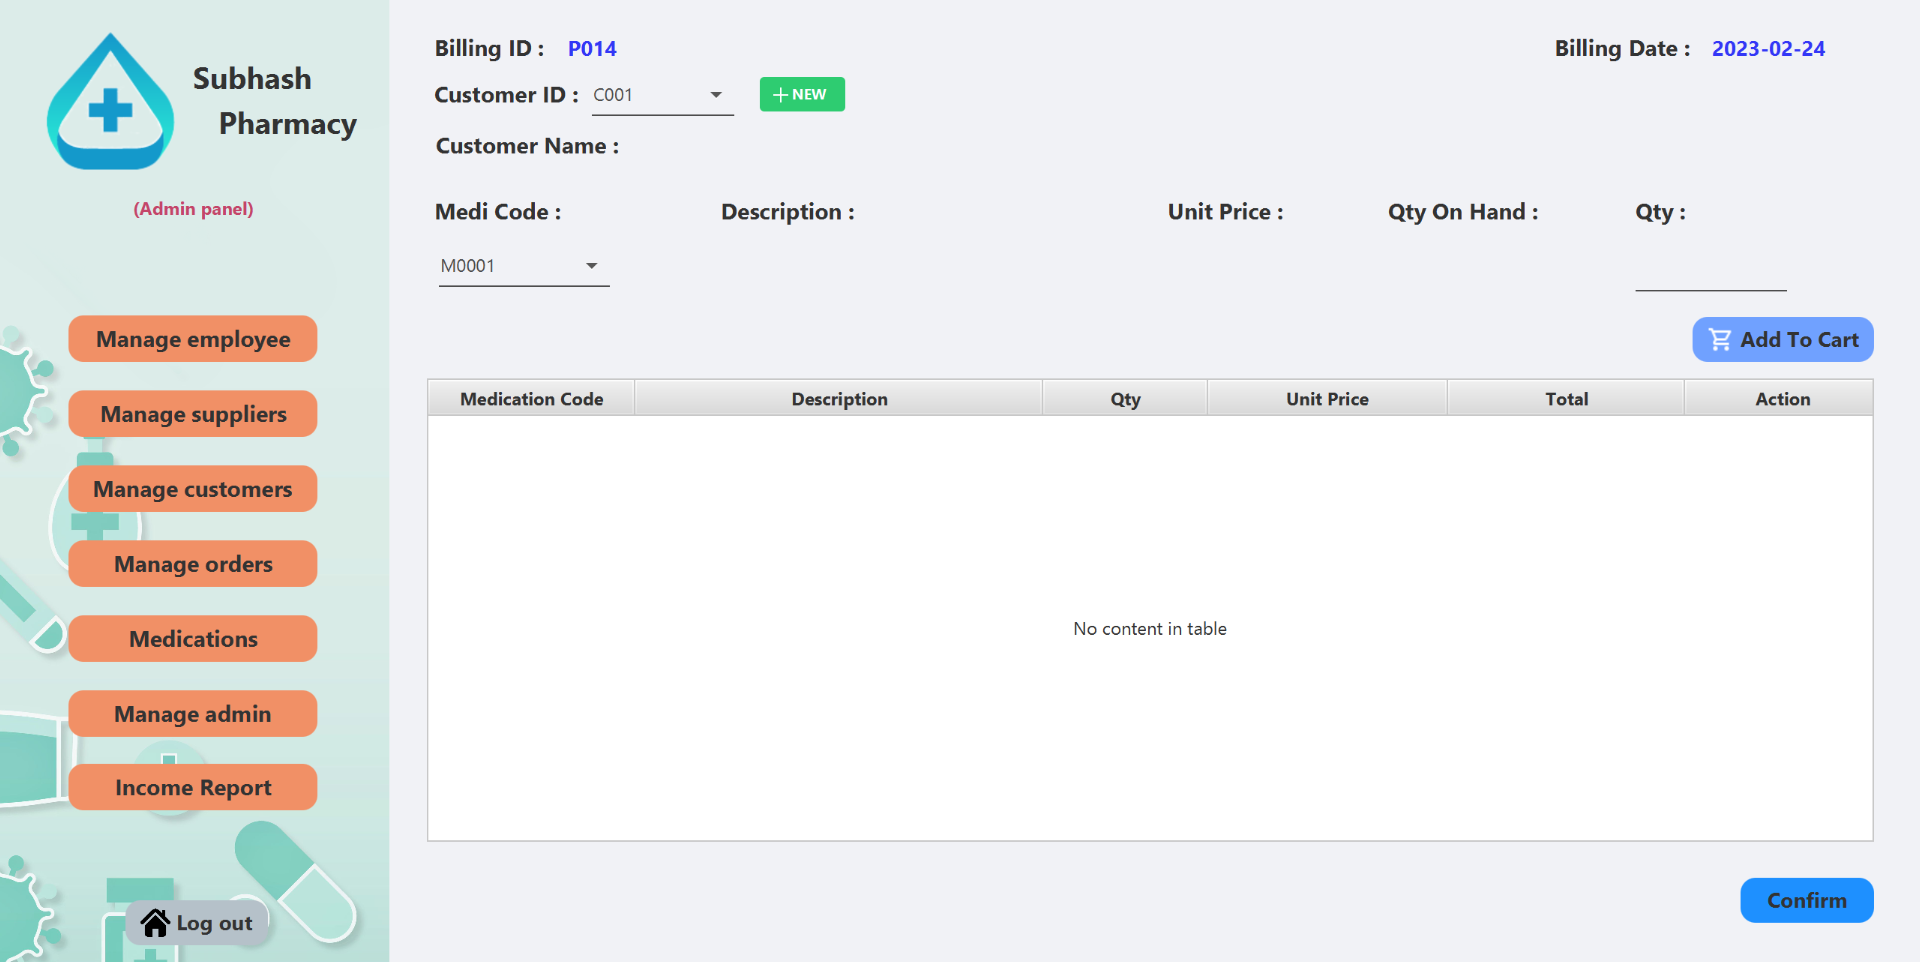 Subhash
Pharmacy
(Admin panel)
Manage employee
Manage suppliers
Manage customers
Manage orders
Medications
Manage admin
Income Report
Log out
Billing ID : P014
Billing Date : 2023-02-24
Customer ID : C001
NEW
Customer Name :
Medi Code : Description : Unit Price : Qty On Hand : Qty :
M0001
Add To Cart
Medication Code Description Qty Unit Price Total Action
No content in table
Confirm